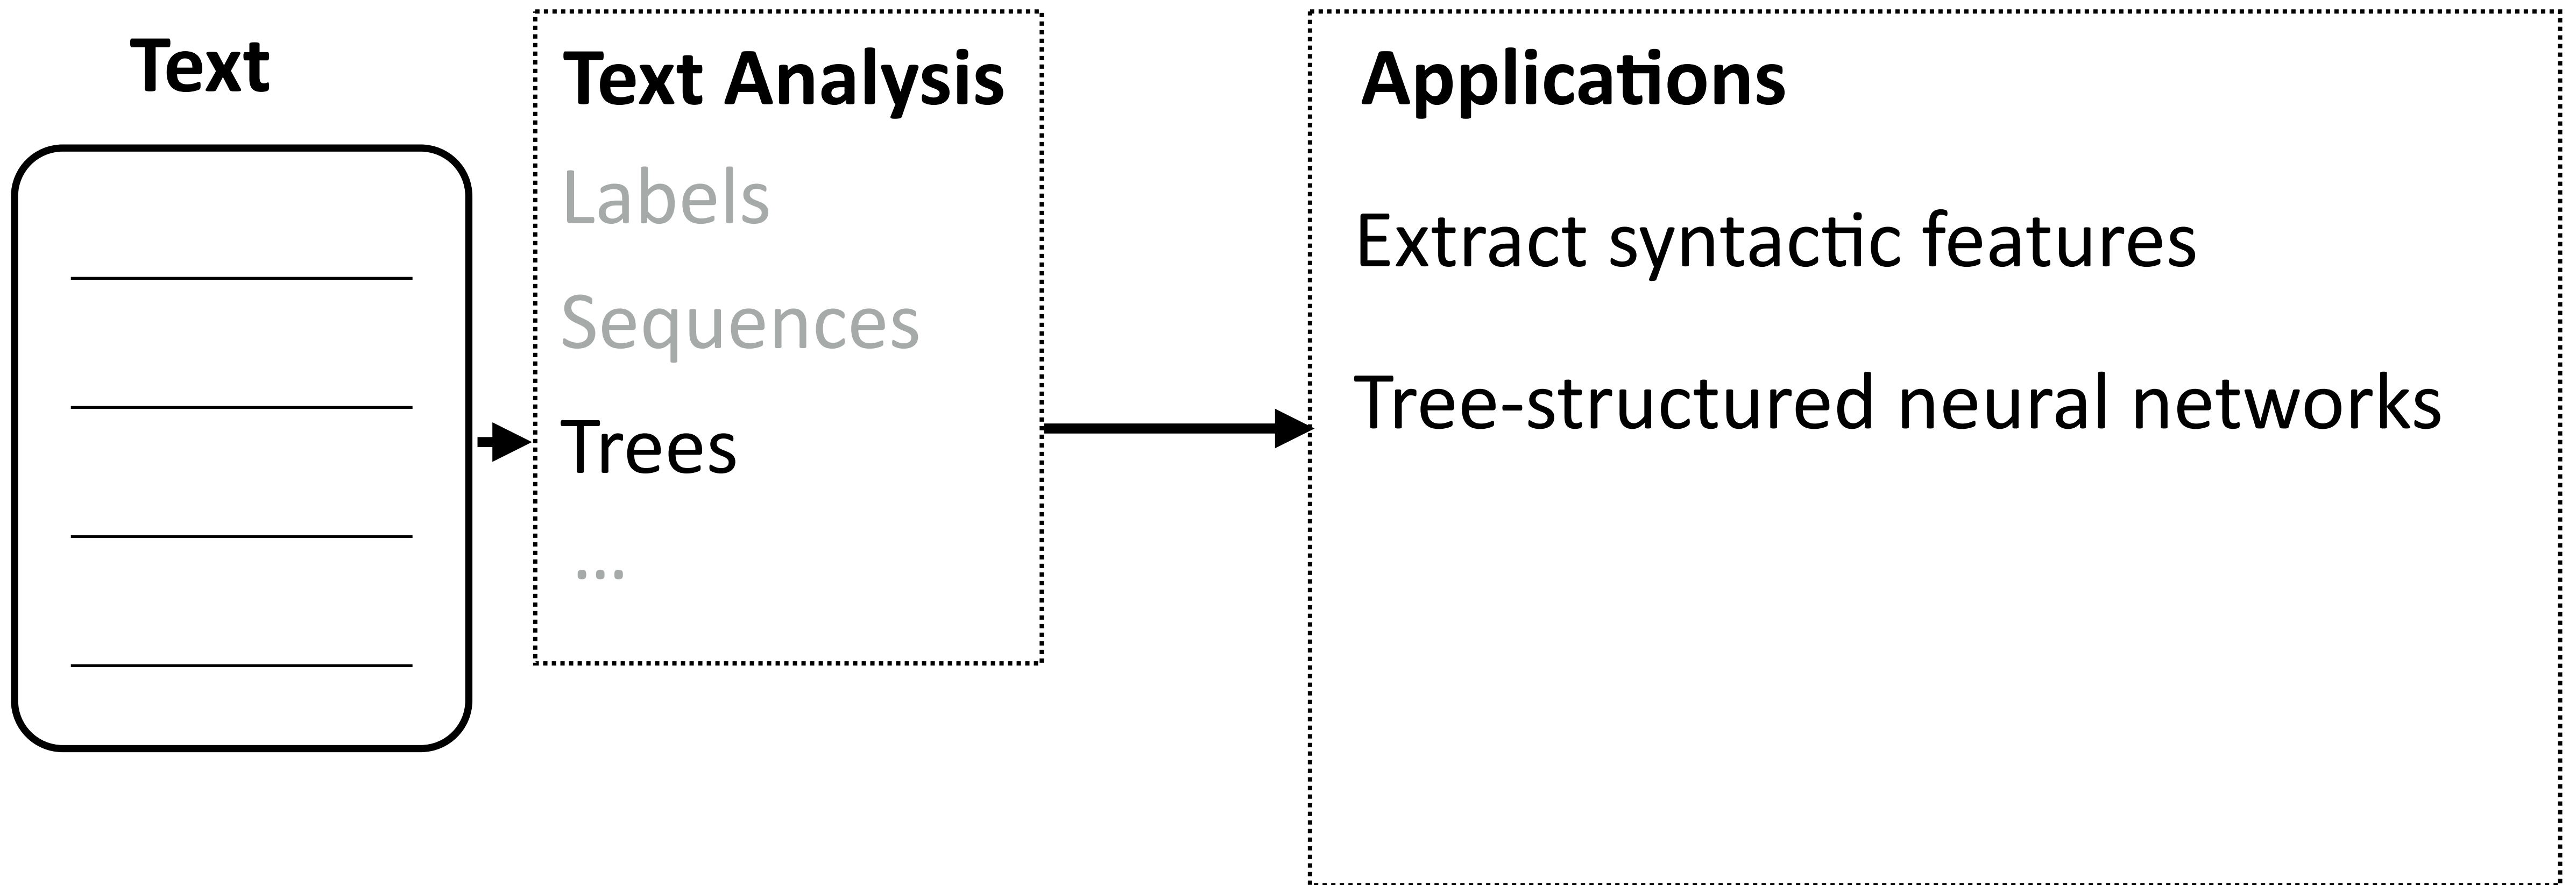 Text
Text Analysis
Labels
Sequences
Trees
...
Applications
Extract syntactic features
Tree-structured neural networks